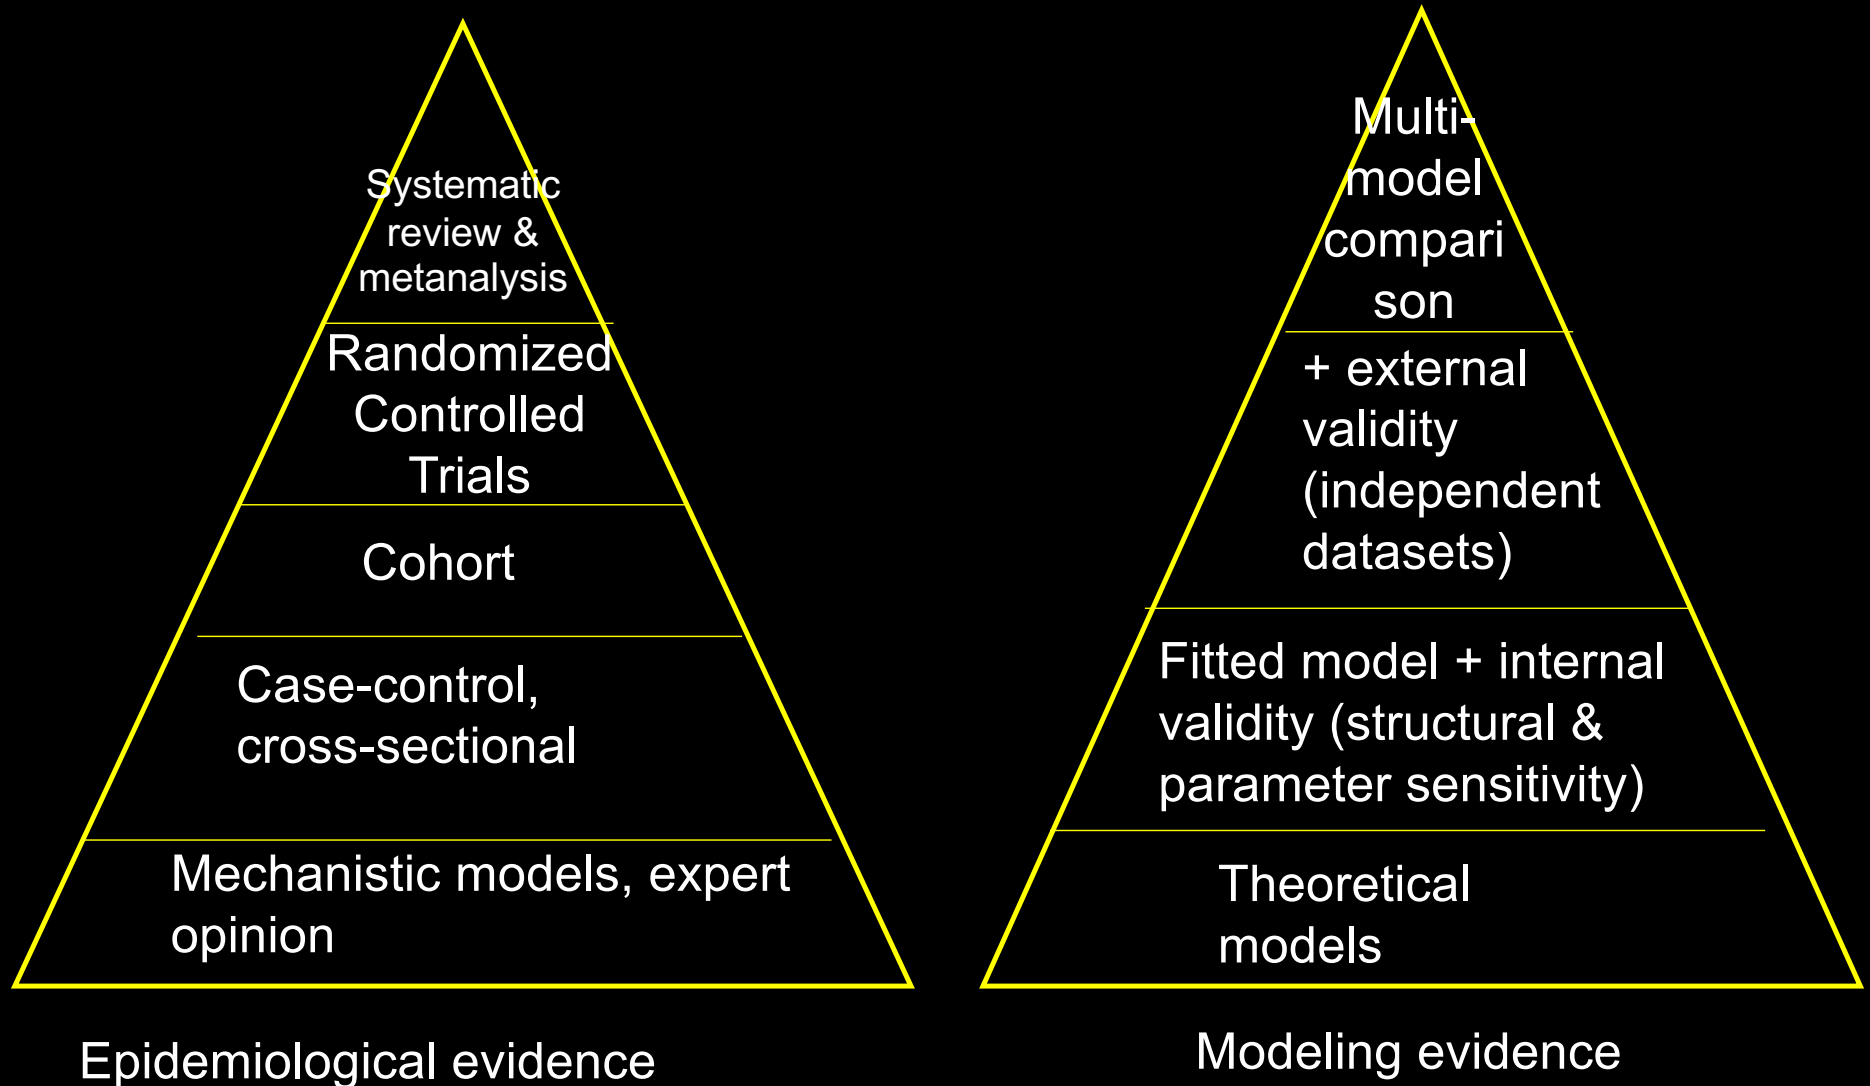 Systematic
review &
metanalysis
Randomized
Controlled
Trials
Cohort
Case-control,
cross-sectional
Mechanistic models, expert
opinion
Epidemiological evidence
Multi-
model
compari
son
+ external
validity
(independent
datasets)
Fitted model + internal
validity (structural &
parameter sensitivity)
Theoretical
models
Modeling evidence